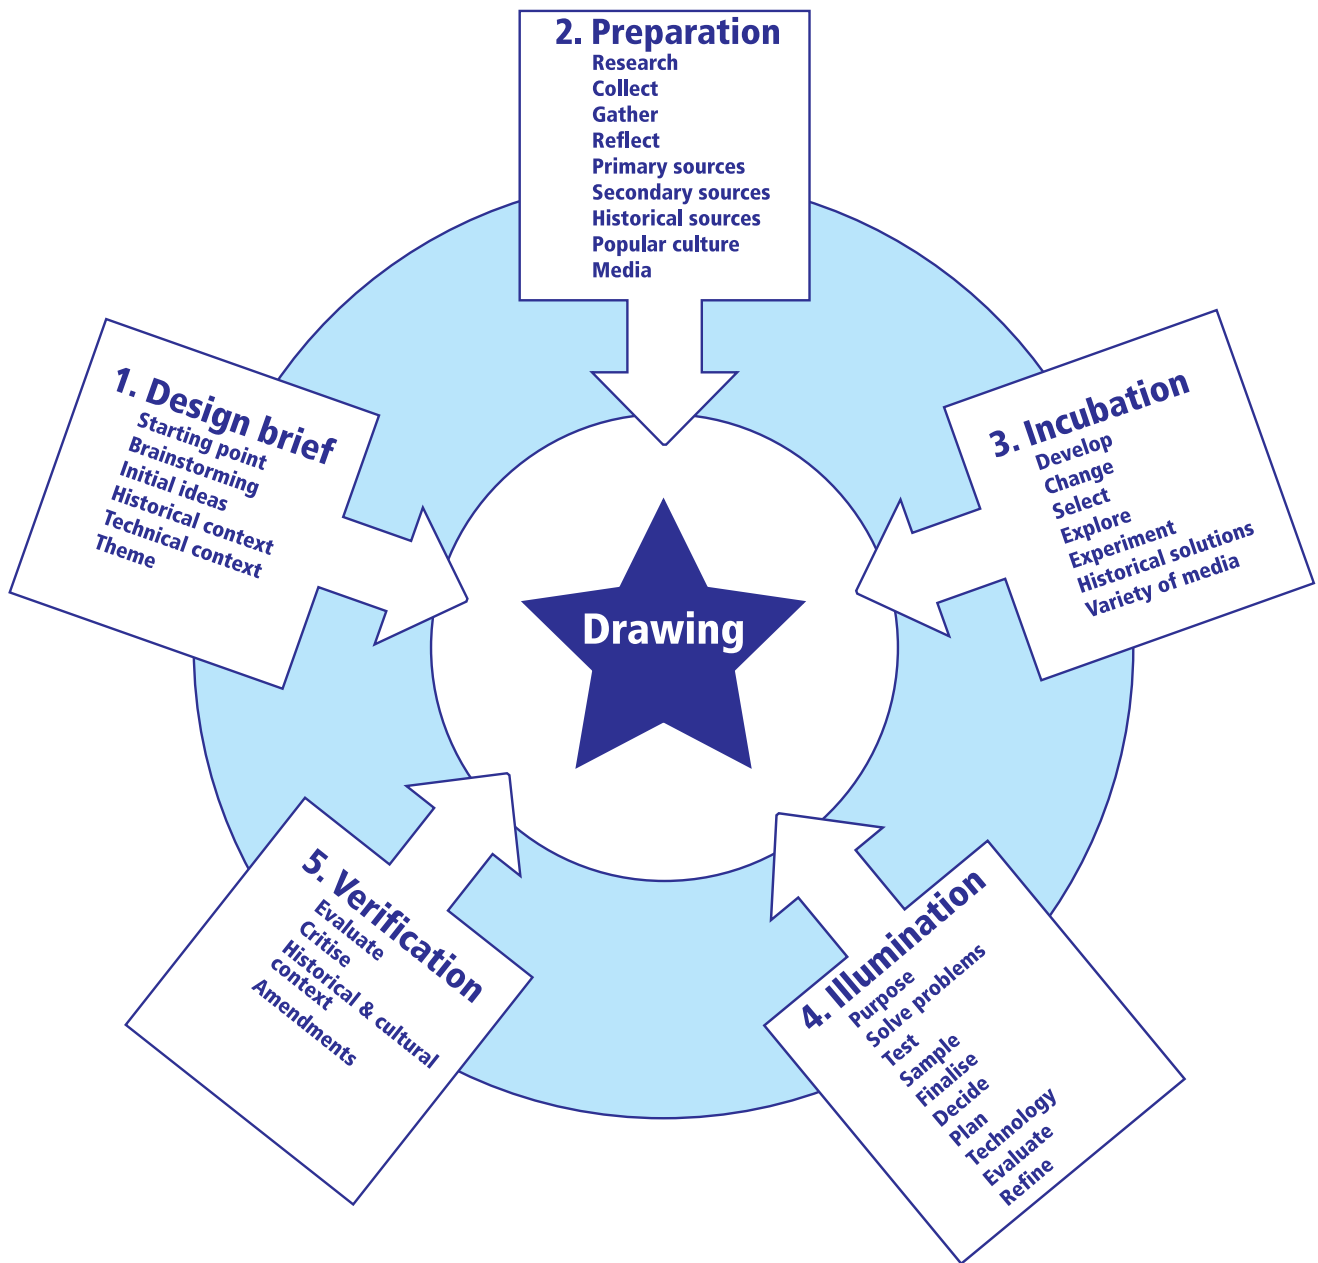 1. Design brief
Starting point
Brainstorming
Initial ideas
Historical context
Technical context
Theme
2. Preparation
Research
Collect
Gather
Reflect
Primary sources
Secondary sources
Historical sources
Popular culture
Media
3. Incubation
Develop
Change
Select
Explore
Experiment
Historical solutions
Variety of media
4. Illumination
Purpose
Solve problems
Test
Sample
Finalise
Decide
Plan
Technology
Evaluate
Refine
5. Verification
Evaluate
Critise
Historical & cultural
context
Amendments
Drawing